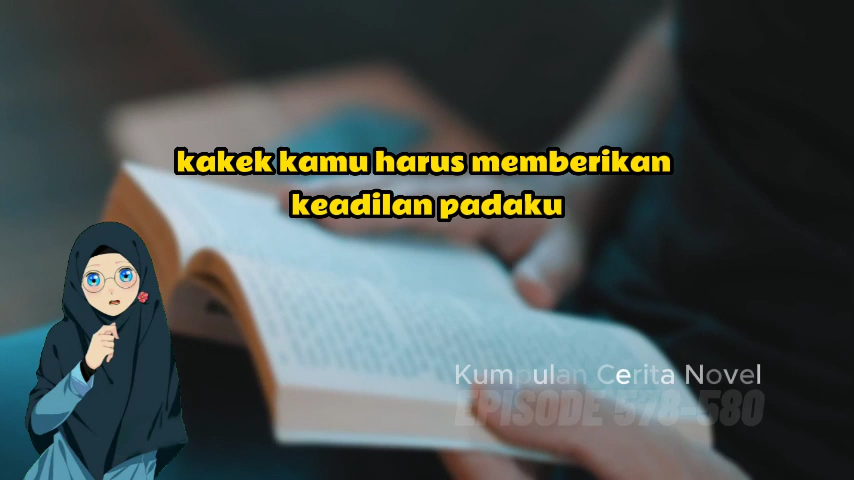 kakek kamu harus memberikan
keadilan padaku
Kumpulan Cerita Novel
EPISODE 578-580